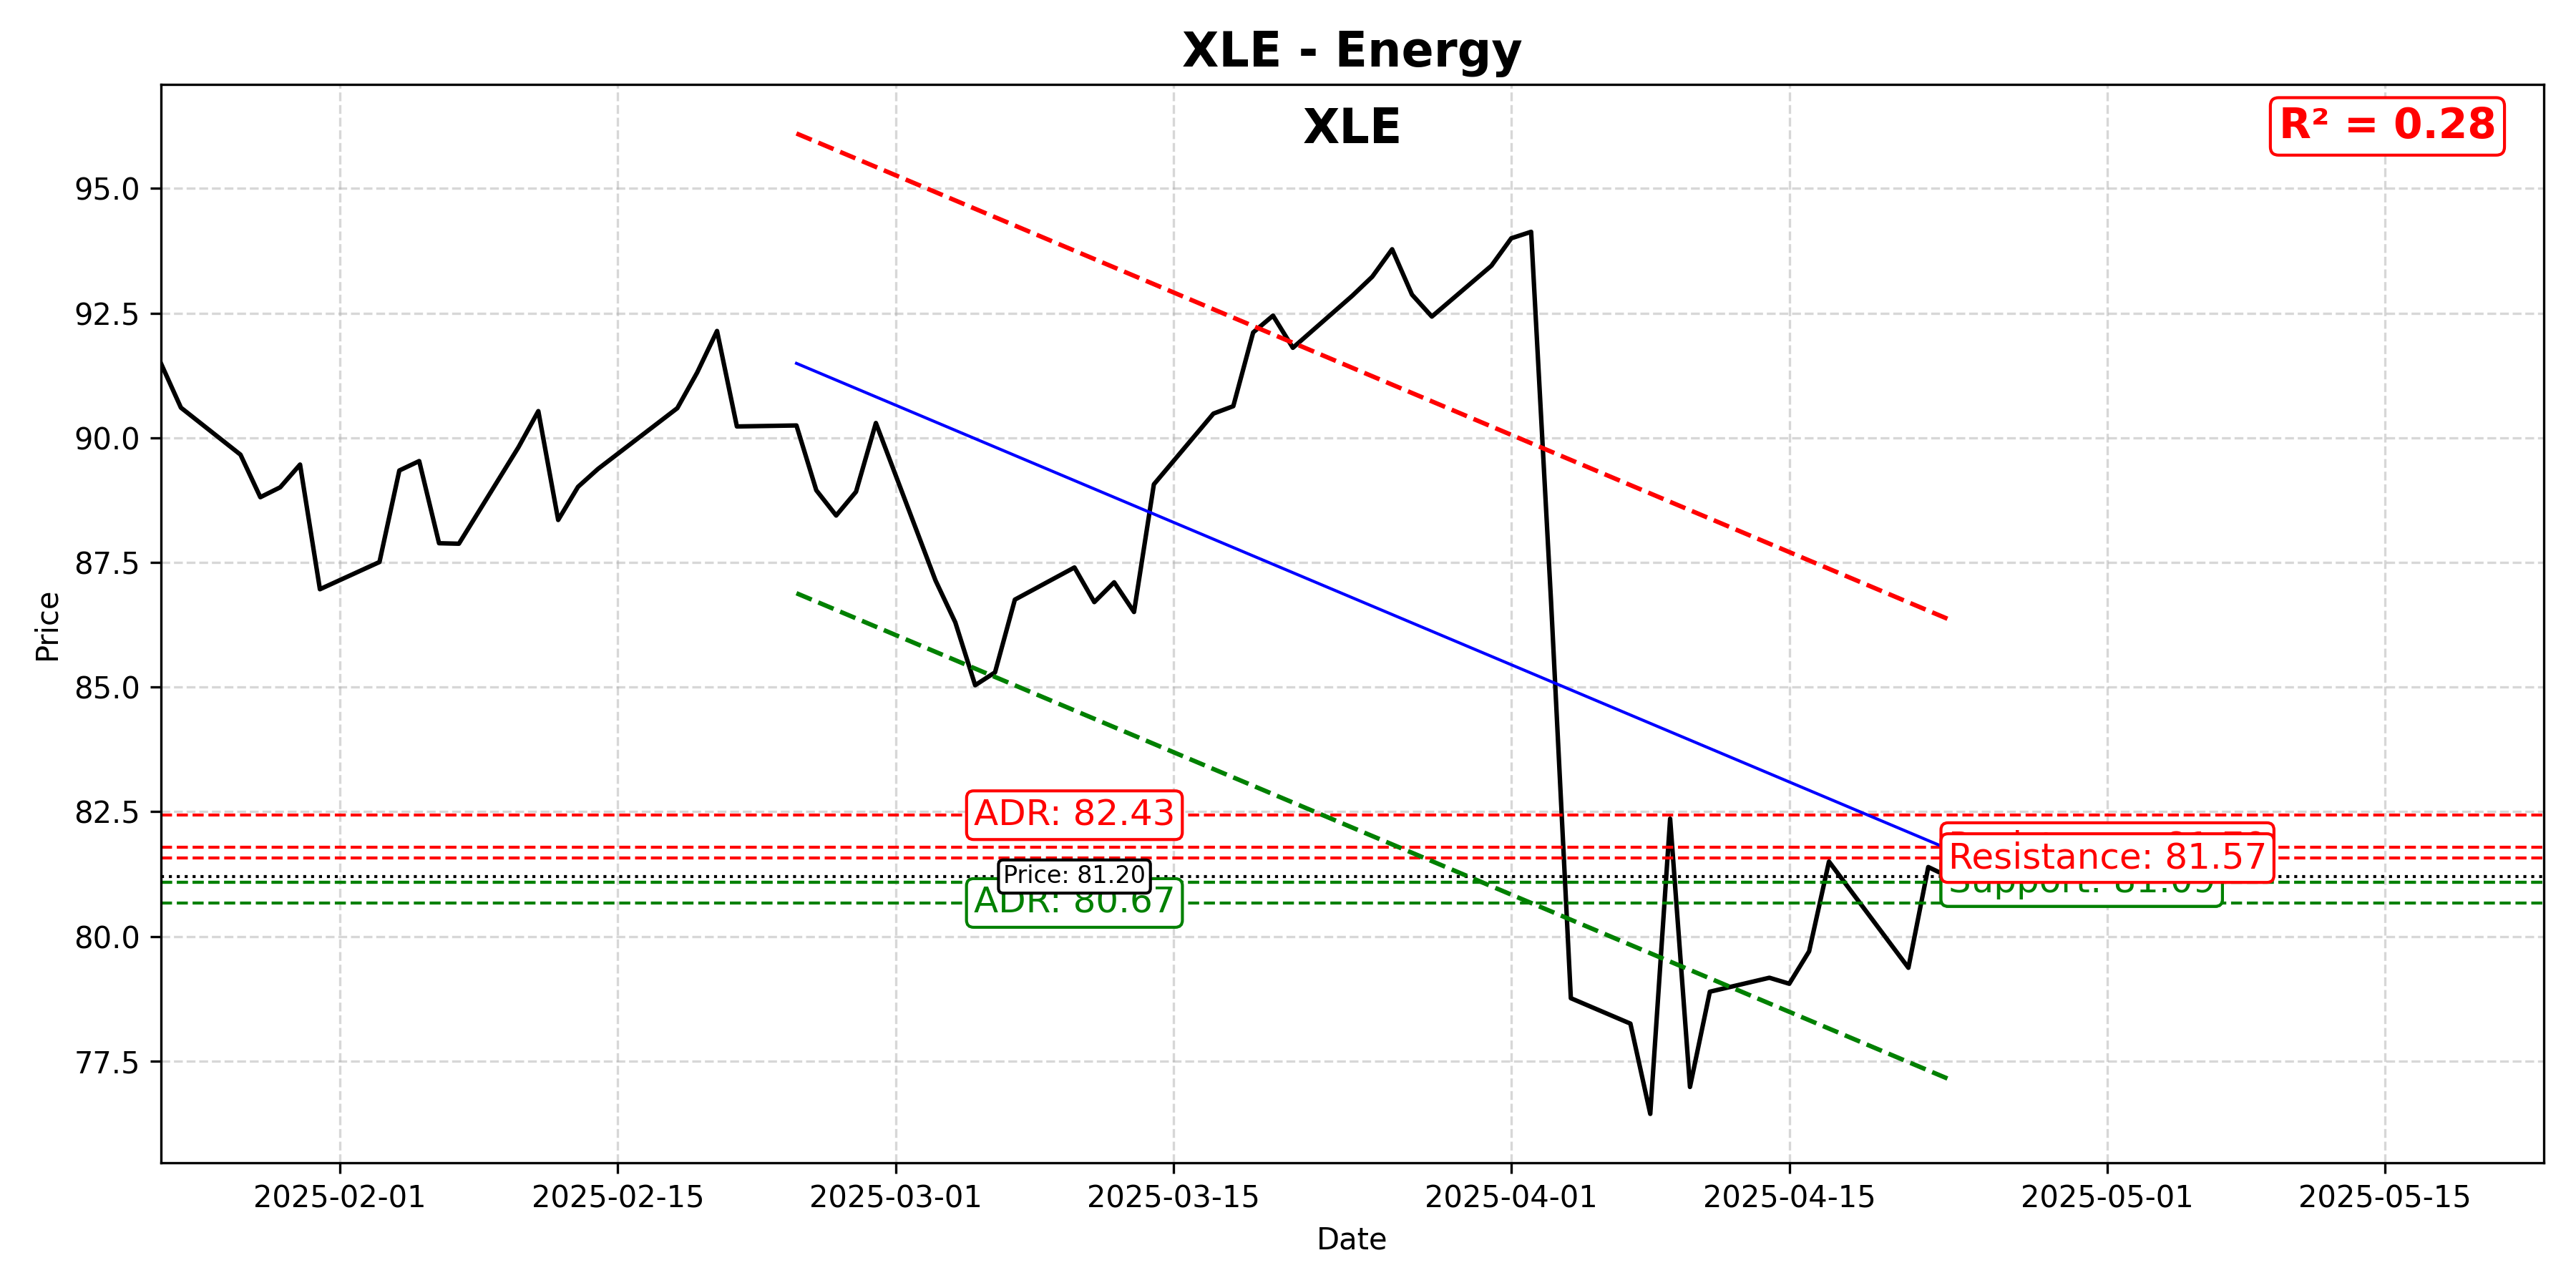 XLE - Energy
XLE
R² = 0.28
95.0
92.5
90.0
87.5
85.0
82.5
80.0
77.5
Price
ADR: 82.43
Price: 81.20
ADR: 80.67
Resistance: 81.57
Support: 81.09
2025-02-01
2025-02-15
2025-03-01
2025-03-15
2025-04-01
2025-04-15
2025-05-01
2025-05-15
Date